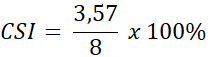 CSI = 3,57/8 x 100%